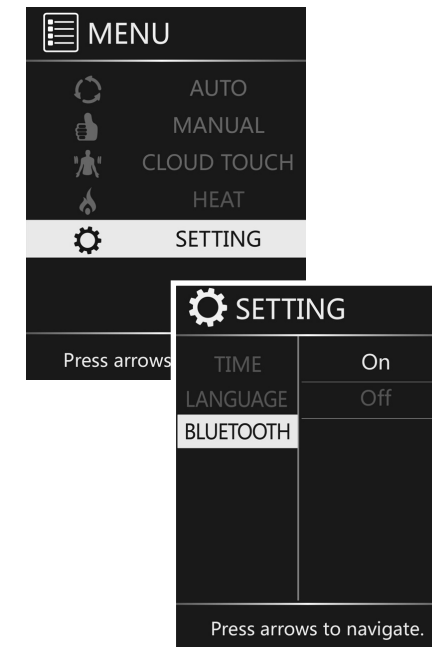 MENU
AUTO
MANUAL
CLOUD TOUCH
HEAT
SETTING
Press arrows
SETTING
TIME
On
LANGUAGE
Off
BLUETOOTH
Press arrows to navigate.